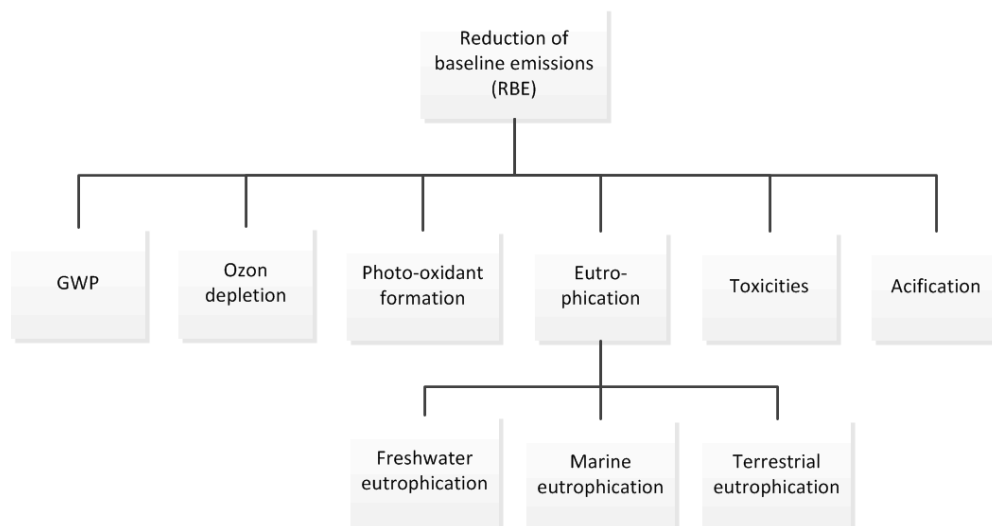 Reduction of
baseline emissions
(RBE)
GWP
Ozon
depletion
Photo-oxidant
formation
Eutro-
phication
Toxicities
Acification
Freshwater
eutrophication
Marine
eutrophication
Terrestrial
eutrophication